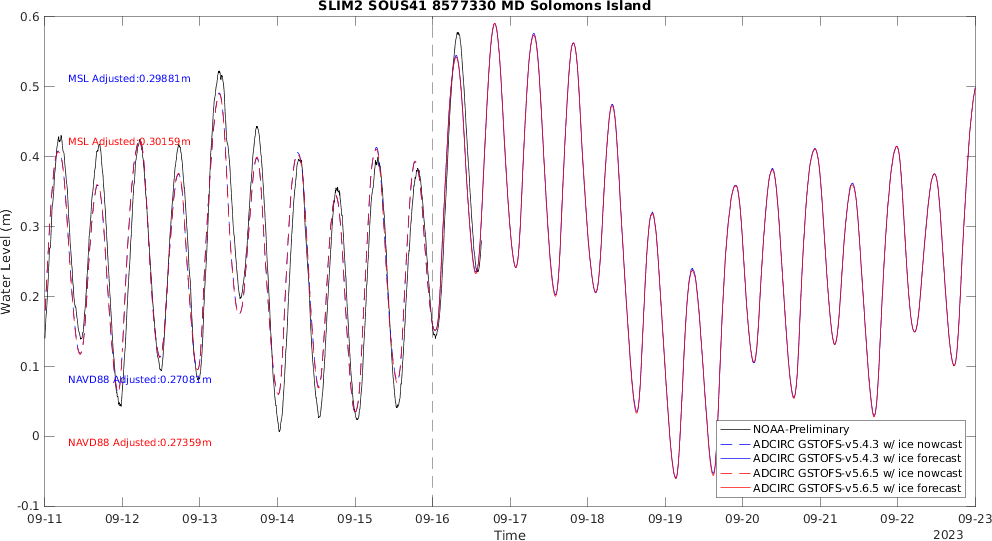 SLIM2 SOUS41 8577330 MD Solomons Island
0.6
0.5
0.4
0.3
0.2
0.1
0
-0.1
Water Level (m)
MSL Adjusted:0.29881m
MSL Adjusted:0.30159m
NAVD88 Adjusted:0.27081m
NAVD88 Adjusted:0.27359m
NOAA-Preliminary
ADCIRC GSTOFS-v5.4.3 w/ ice nowcast
ADCIRC GSTOFS-v5.4.3 w/ ice forecast
ADCIRC GSTOFS-v5.6.5 w/ ice nowcast
ADCIRC GSTOFS-v5.6.5 w/ ice forecast
09-11 09-12 09-13 09-14 09-15 09-16 09-17 09-18 09-19 09-20 09-21 09-22 09-23
Time
2023